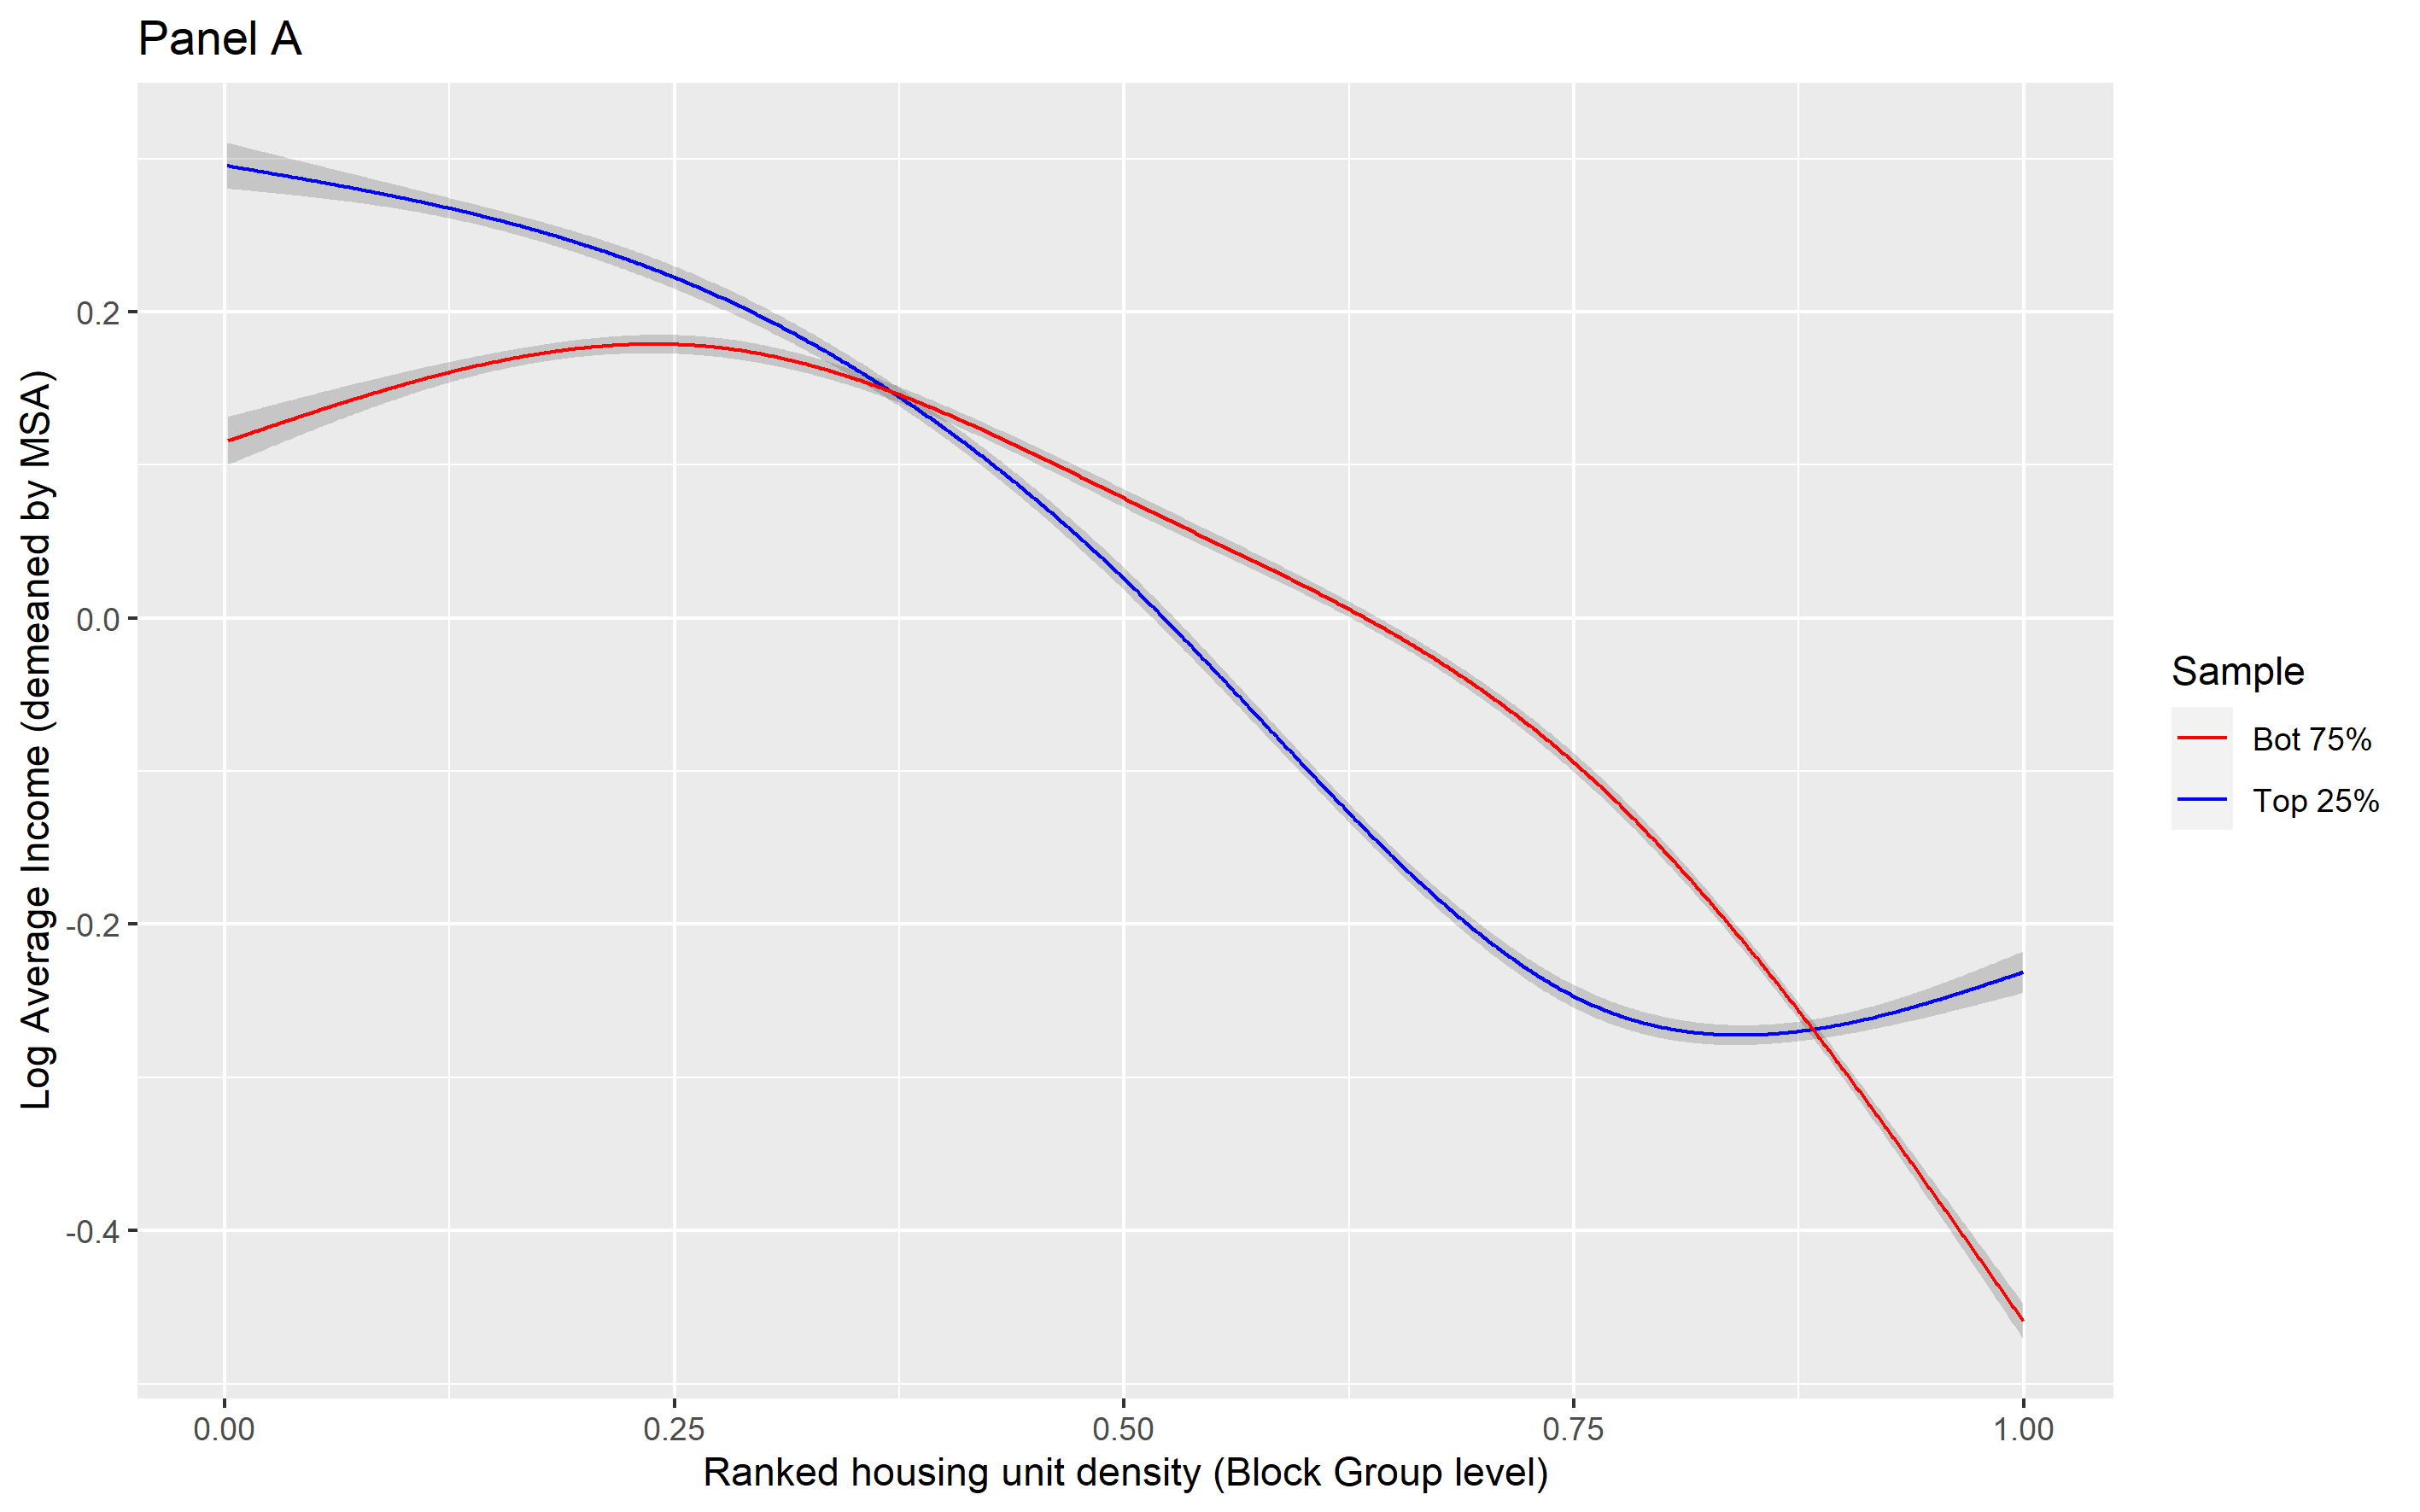 Panel A
Log Average Income (demeaned by MSA)
0.2
0.0
-0.2
-0.4
0.00 0.25 0.50 0.75 1.00
Ranked housing unit density (Block Group level)
Sample
Bot 75%
Top 25%